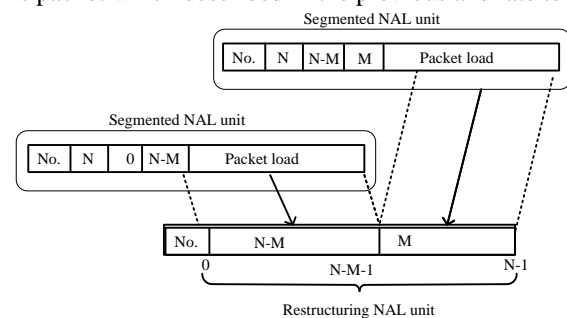 Segmented NAL unit
No. N N-M M Packet load
Segmented NAL unit
No. N 0 N-M Packet load
No. N-M M
0 N-M-1 N-1
Restructuring NAL unit